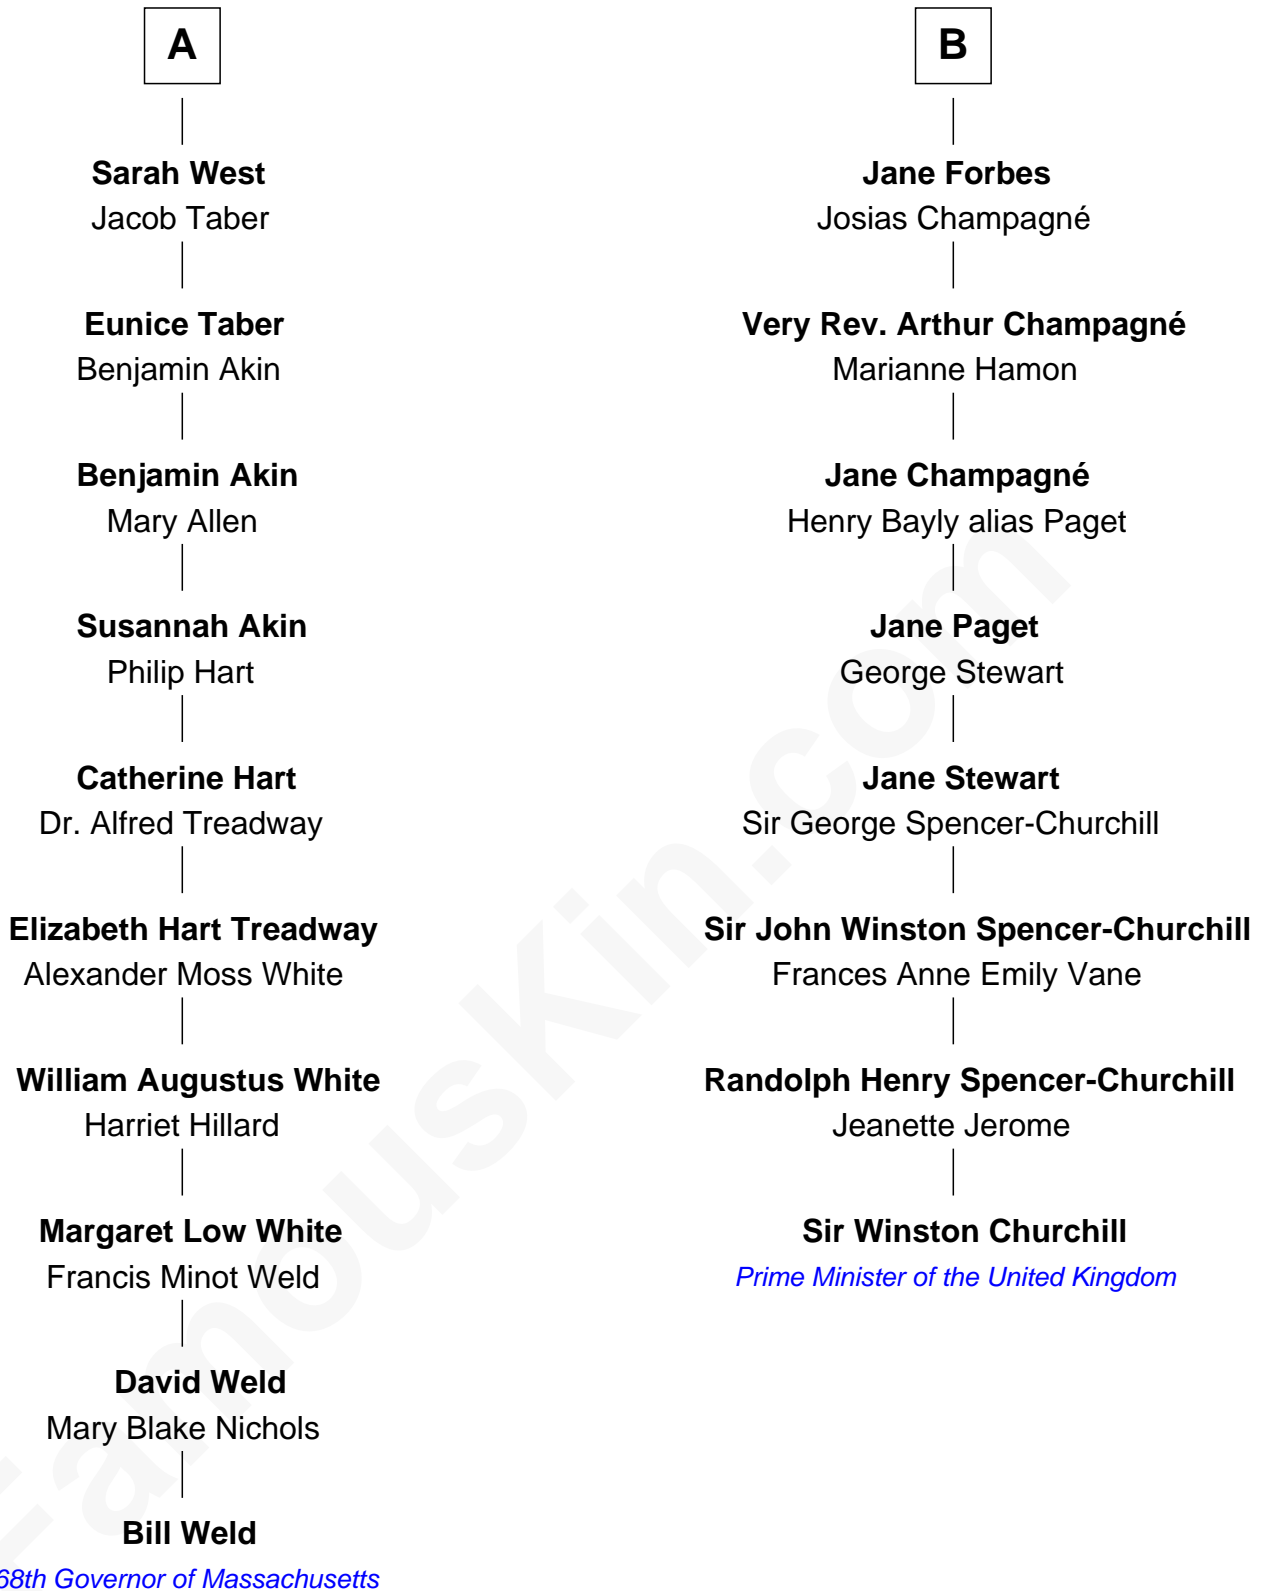 A
Sarah West
Jacob Taber
Eunice Taber
Benjamin Akin
Benjamin Akin
Mary Allen
Susannah Akin
Philip Hart
Catherine Hart
Dr. Alfred Treadway
Elizabeth Hart Treadway
Alexander Moss White
William Augustus White
Harriet Hillard
Margaret Low White
Francis Minot Weld
David Weld
Mary Blake Nichols
Bill Weld
68th Governor of Massachusetts
B
Jane Forbes
Josias Champagné
Very Rev. Arthur Champagné
Marianne Hamon
Jane Champagné
Henry Bayly alias Paget
Jane Paget
George Stewart
Jane Stewart
Sir George Spencer-Churchill
Sir John Winston Spencer-Churchill
Frances Anne Emily Vane
Randolph Henry Spencer-Churchill
Jeanette Jerome
Sir Winston Churchill
Prime Minister of the United Kingdom
FamousKin.com